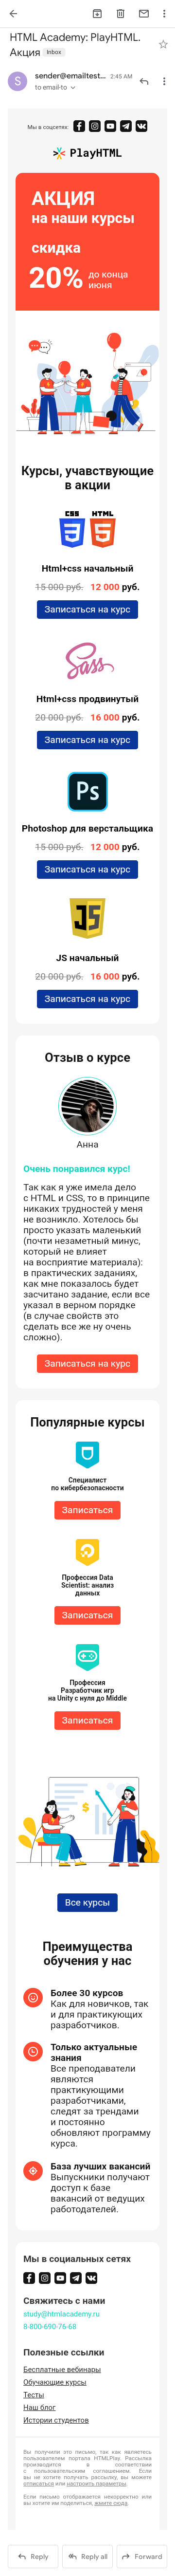 HTML Academy: PlayHTML.
Акция Inbox
S
sender@emailtest... 2:45 AM
to email-to
Мы в соцсетях:
PlayHTML
АКЦИЯ
на наши курсы
скидка
20% до конца
июня
Курсы, учавствующие
в акции
CSS HTML
3 5
Html+css начальный
15 000 руб. 12 000 руб.
Записаться на курс
Sass
Html+css продвинутый
20 000 руб. 16 000 руб.
Записаться на курс
Ps
Photoshop для верстальщика
15 000 руб. 12 000 руб.
Записаться на курс
JS
JS начальный
20 000 руб. 16 000 руб.
Записаться на курс
Отзыв о курсе
Анна
Очень понравился курс!
Так как я уже имела дело
с HTML и CSS, то в принципе
никаких трудностей у меня
не возникло. Хотелось бы
просто указать маленький
(почти незаметный минус,
который не влияет
на восприятие материала):
в практических заданиях,
как мне показалось будет
засчитано задание, если все
указал в верном порядке
(в случае свойств это
сделать все же не очень
сложно).
Записаться на курс
Популярные курсы
Специалист
по кибербезопасности
Записаться
Профессия Data
Scientist: анализ
данных
Записаться
Профессия
Разработчик игр
на Unity с нуля до Middle
Записаться
$
Все курсы
Преимущества
обучения у нас
Более 30 курсов
Как для новичков, так
и для практикующих
разработчиков.
Только актуальные
знания
Все преподаватели
являются
практикующими
разработчиками,
следят за трендами
и постоянно
обновляют программу
курса.
База лучших вакансий
Выпускники получают
доступ к базе
вакансий от ведущих
работодателей.
Мы в социальных сетях
Свяжитесь с нами
study@htmlacademy.ru
8-800-690-76-68
Полезные ссылки
Бесплатные вебинары
Обучающие курсы
Тесты
Наш блог
Истории студентов
Вы получили это письмо, так как являетесь
пользователем портала HTMLPlay. Рассылка
производится в соответствии
с пользовательским соглашением. Если
вы не хотите получать рассылку, вы можете
отписаться или настроить параметры.
Если письмо отображается некорректно или
вы хотите им поделиться, жмите сюда.
Reply Reply all Forward